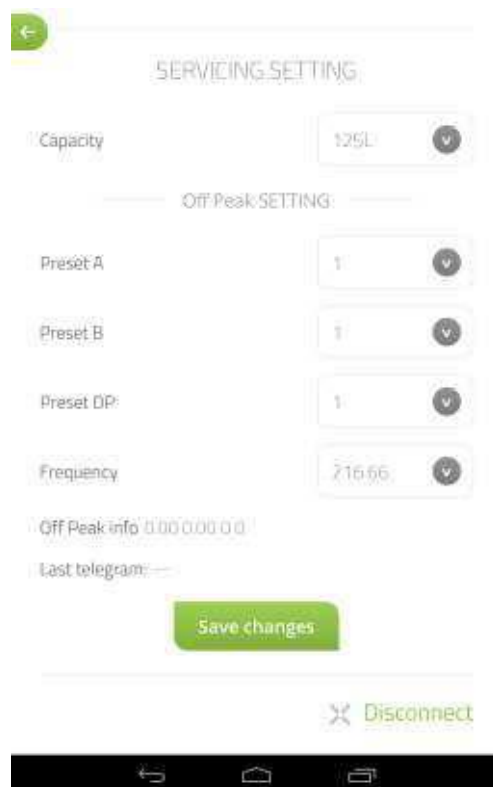 SERVICING SETTING
Capacity 125L
Off Peak SETTING
Preset A 1
Preset B 1
Preset DP 1
Frequency 216.66
Off Peak info 0.00 0.00 0 0
Last telegram: ---
Save changes
Disconnect